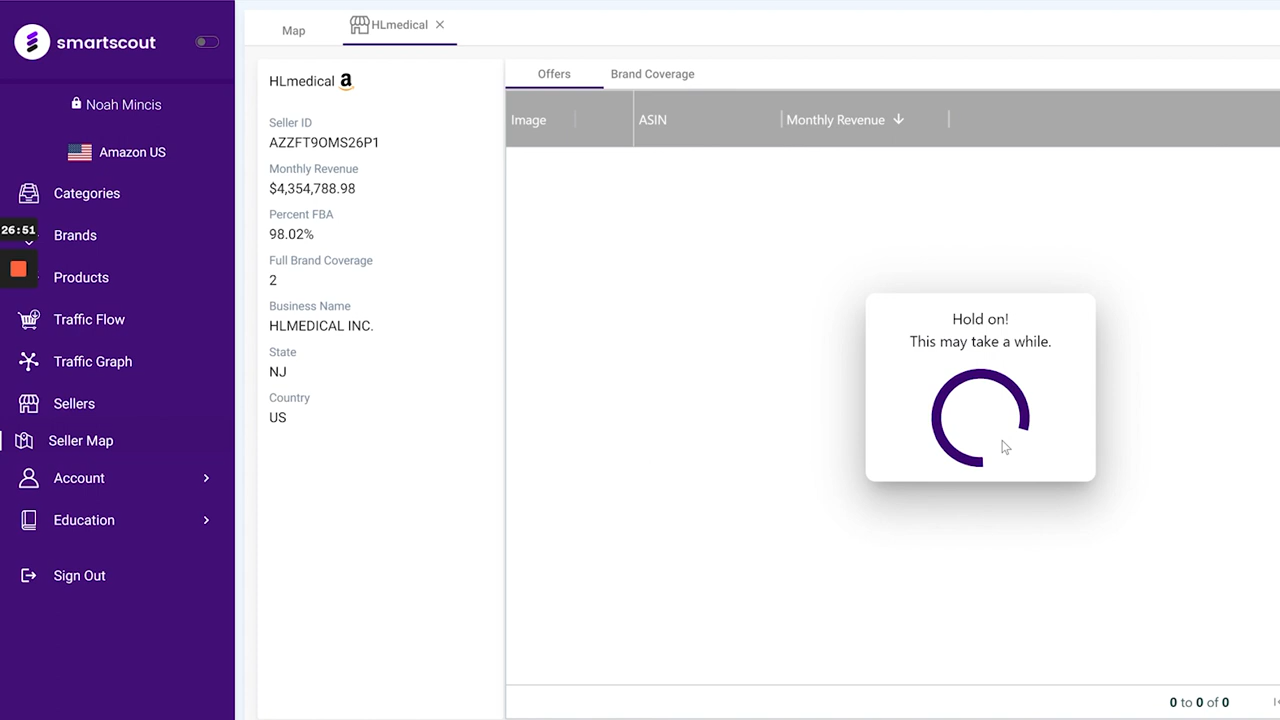 smartscout
Noah Mincis
Amazon US
Categories
26:51
Brands
Products
Traffic Flow
Traffic Graph
Sellers
Seller Map
Account
Education
Sign Out
Map
HLmedical
HLmedical a
Seller ID
AZZFT9OMS26P1
Monthly Revenue
$4,354,788.98
Percent FBA
98.02%
Full Brand Coverage
2
Business Name
HLMEDICAL INC.
State
NJ
Country
US
Offers Brand Coverage
Image ASIN Monthly Revenue
Hold on!
This may take a while.
0 to 0 of 0